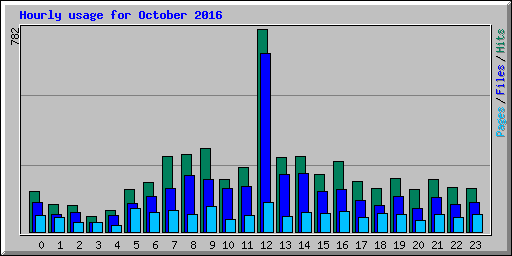 Hourly usage for October 2016
782
Pages / Files / Hits
0 1 2 3 4 5 6 7 8 9 10 11 12 13 14 15 16 17 18 19 20 21 22 23